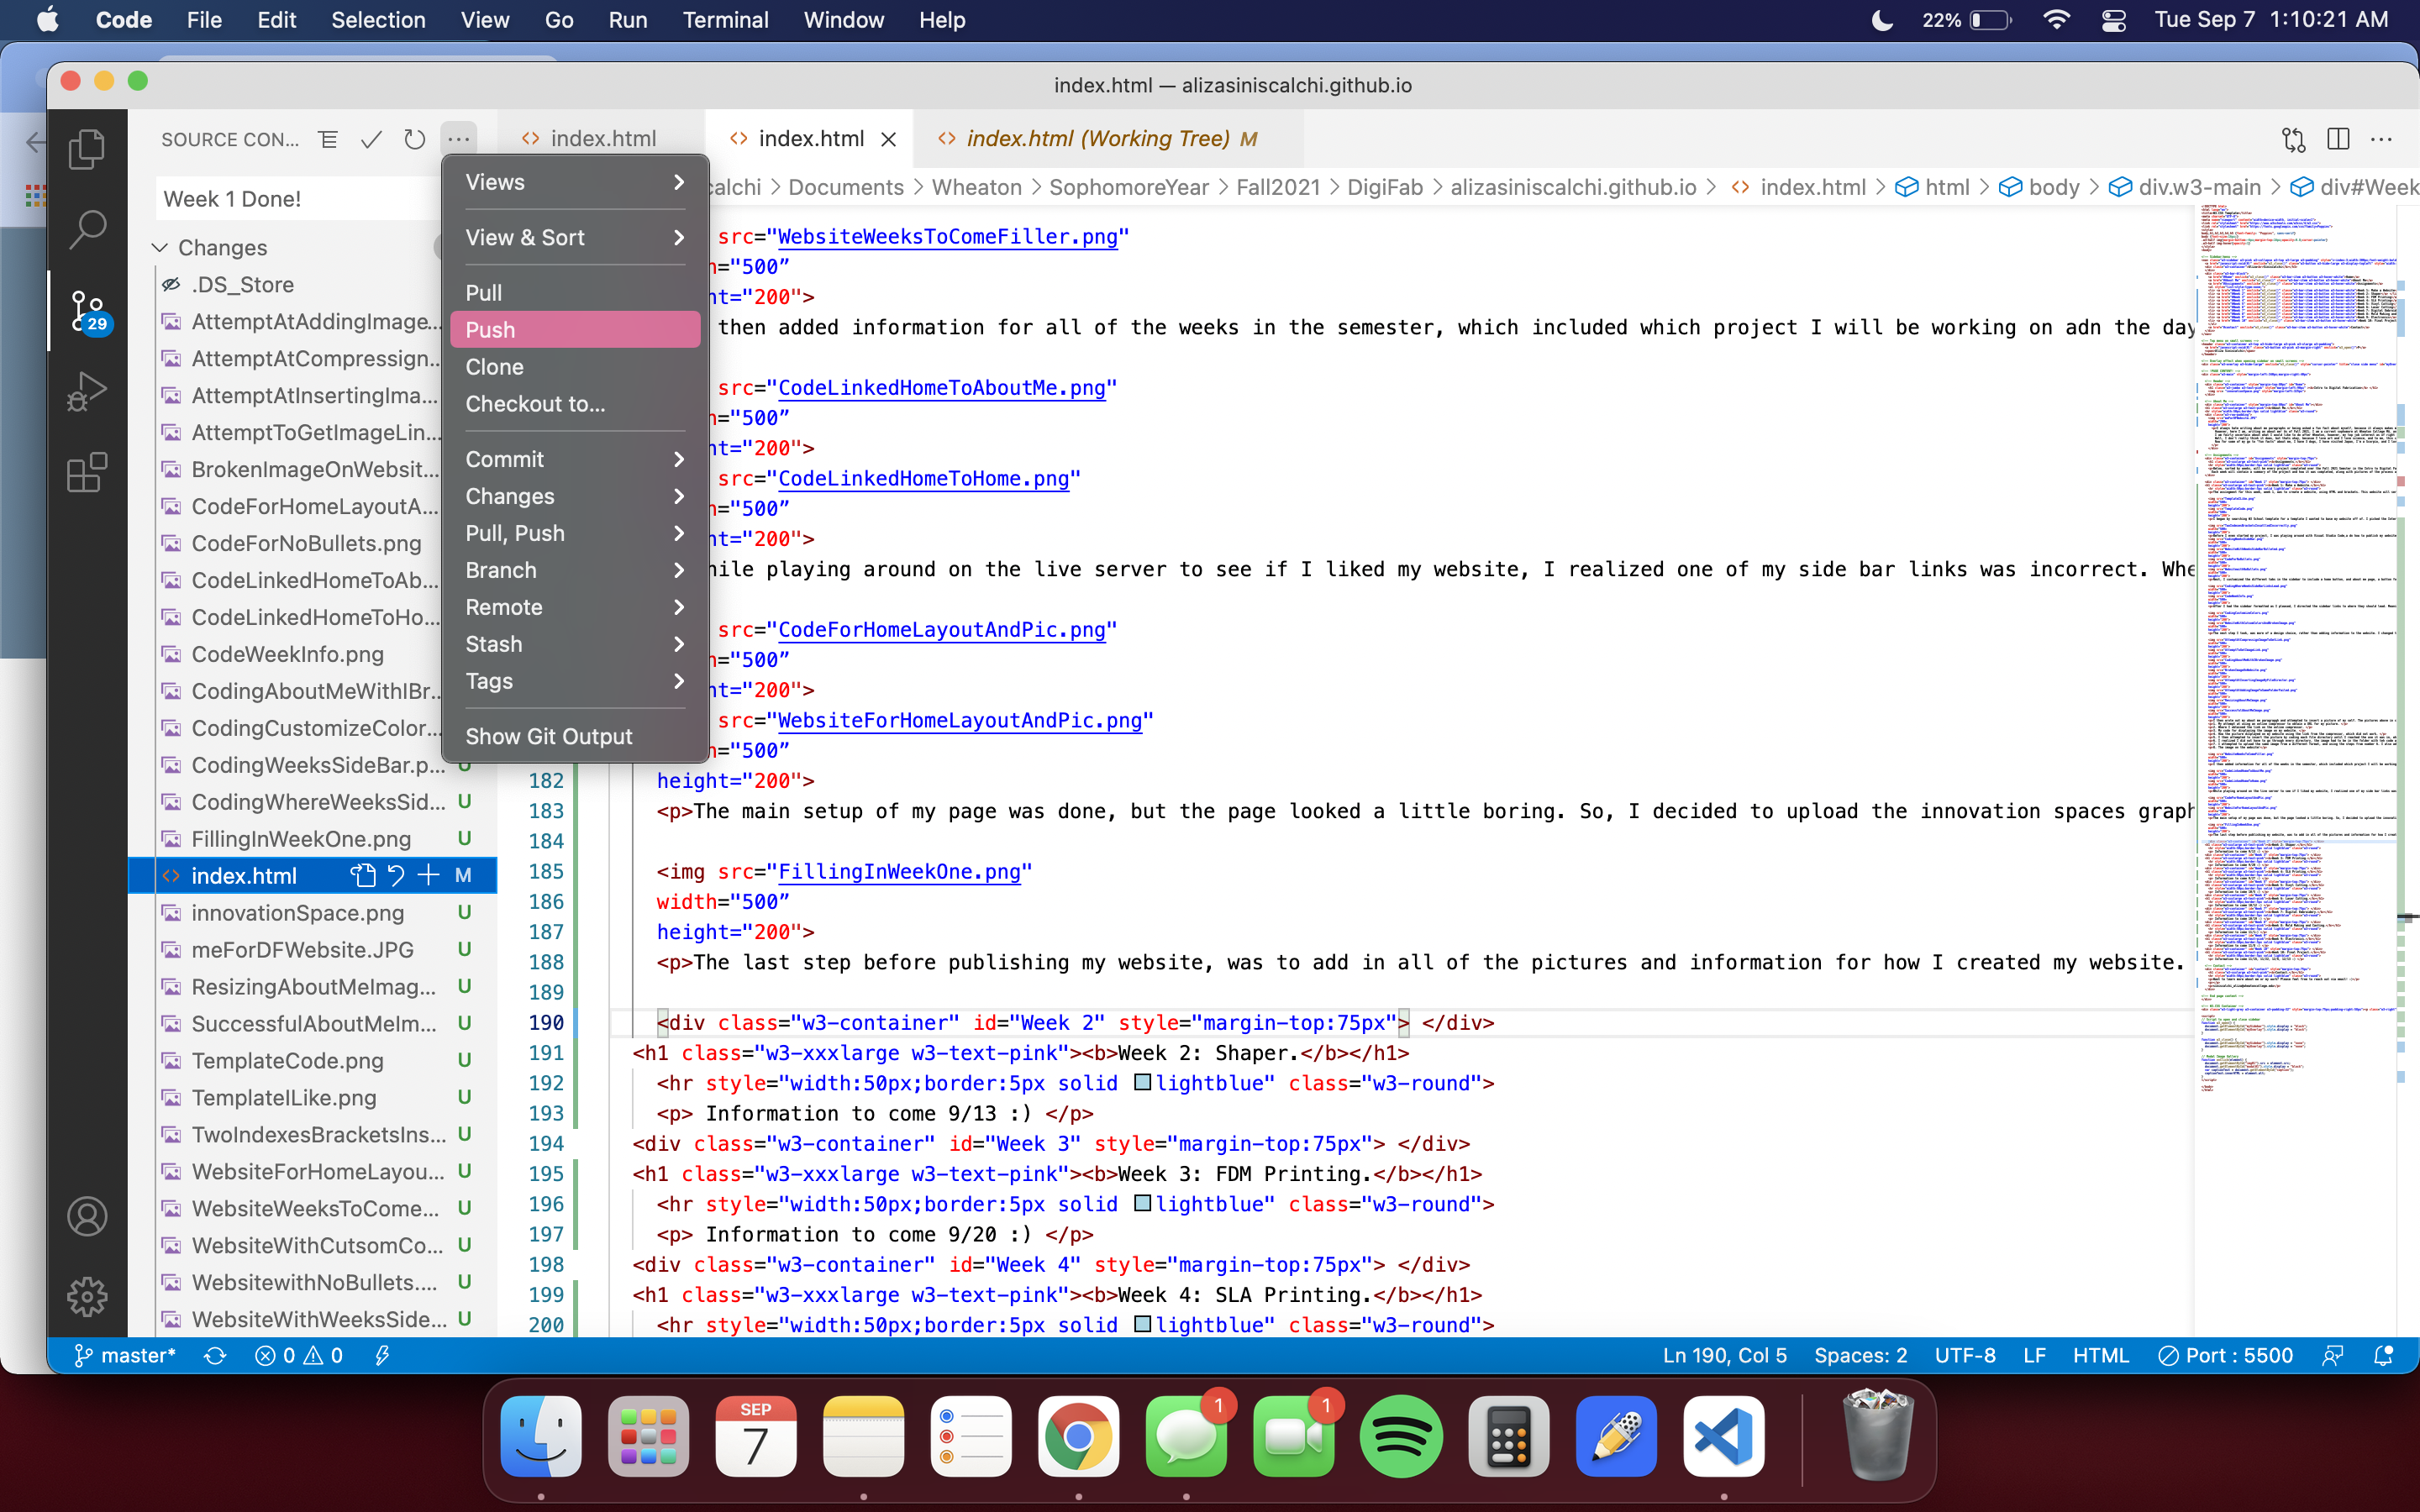 Code File Edit Selection View Go Run Terminal Window Help 22% Tue Sep 7 1:10:21 AM
index.html — alizasiniscalchi.github.io
SOURCE CON... index.html index.html index.html (Working Tree) M
calchi > Documents > Wheaton > SophomoreYear > Fall2021 > DigiFab > alizasiniscalchi.github.io > index.html > html > body > div.w3-main > div#Week
Week 1 Done!
Changes
.DS_Store
AttemptAtAddingImage...
AttemptAtCompressign...
AttemptAtInsertingIma...
AttemptToGetImageLin...
BrokenImageOnWebsit...
CodeForHomeLayoutA...
CodeForNoBullets.png
CodeLinkedHomeToAb...
CodeLinkedHomeToHo...
CodeWeekInfo.png
CodingAboutMeWithIBr...
CodingCustomizeColor...
CodingWeeksSideBar.p... U
CodingWhereWeeksSid... U
FillingInWeekOne.png U
index.html M
innovationSpace.png U
meForDFWebsite.JPG U
ResizingAboutMeImag... U
SuccessfulAboutMeIm... U
TemplateCode.png U
TemplateILike.png U
TwoIndexesBracketsIns... U
WebsiteForHomeLayou... U
WebsiteWeeksToCome... U
WebsiteWithCutsomCo... U
WebsitewithNoBullets.... U
WebsiteWithWeeksSide... U
29
Views
View & Sort
Pull
Push
Clone
Checkout to...
Commit
Changes
Pull, Push
Branch
Remote
Stash
Tags
Show Git Output
src="WebsiteWeeksToComeFiller.png"
="500”
nt="200">
then added information for all of the weeks in the semester, which included which project I will be working on adn the day
src="CodeLinkedHomeToAboutMe.png"
="500”
nt="200">
src="CodeLinkedHomeToHome.png"
="500”
nt="200">
hile playing around on the live server to see if I liked my website, I realized one of my side bar links was incorrect. Whe
src="CodeForHomeLayoutAndPic.png"
="500”
nt="200">
src="WebsiteForHomeLayoutAndPic.png"
="500”
182 height="200">
183 <p>The main setup of my page was done, but the page looked a little boring. So, I decided to upload the innovation spaces graph
184
185 <img src="FillingInWeekOne.png"
186 width="500”
187 height="200">
188 <p>The last step before publishing my website, was to add in all of the pictures and information for how I created my website.
189
190 <div class="w3-container" id="Week 2" style="margin-top:75px"> </div>
191 <h1 class="w3-xxxlarge w3-text-pink"><b>Week 2: Shaper.</b></h1>
192 <hr style="width:50px;border:5px solid lightblue" class="w3-round">
193 <p> Information to come 9/13 :) </p>
194 <div class="w3-container" id="Week 3" style="margin-top:75px"> </div>
195 <h1 class="w3-xxxlarge w3-text-pink"><b>Week 3: FDM Printing.</b></h1>
196 <hr style="width:50px;border:5px solid lightblue" class="w3-round">
197 <p> Information to come 9/20 :) </p>
198 <div class="w3-container" id="Week 4" style="margin-top:75px"> </div>
199 <h1 class="w3-xxxlarge w3-text-pink"><b>Week 4: SLA Printing.</b></h1>
200 <hr style="width:50px;border:5px solid lightblue" class="w3-round">
master* 0 0 Ln 190, Col 5 Spaces: 2 UTF-8 LF HTML Port : 5500
SEP
7
1
1